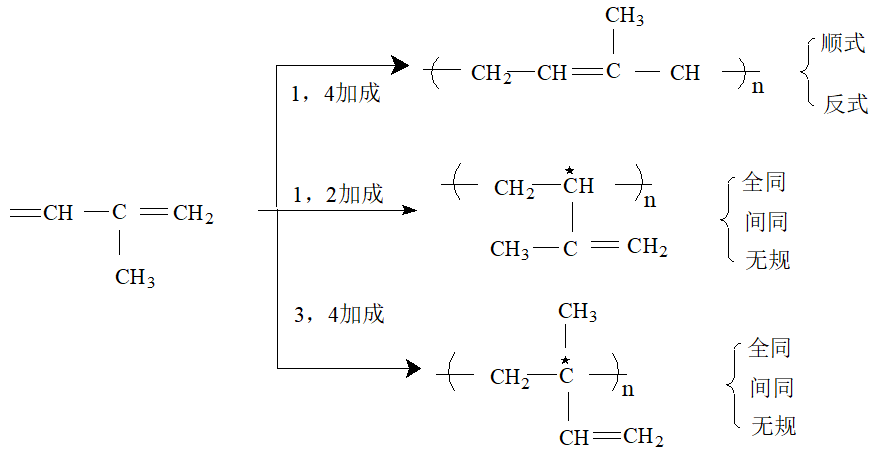 CH₃
CH₂ CH C CH n
顺式
反式
1，4加成
CH₂ ★CH n
CH₃ C CH₂
全同
间同
无规
1，2加成
CH C CH₂
CH₃
3，4加成
CH₃
CH₂ ★C n
CH CH₂
全同
间同
无规